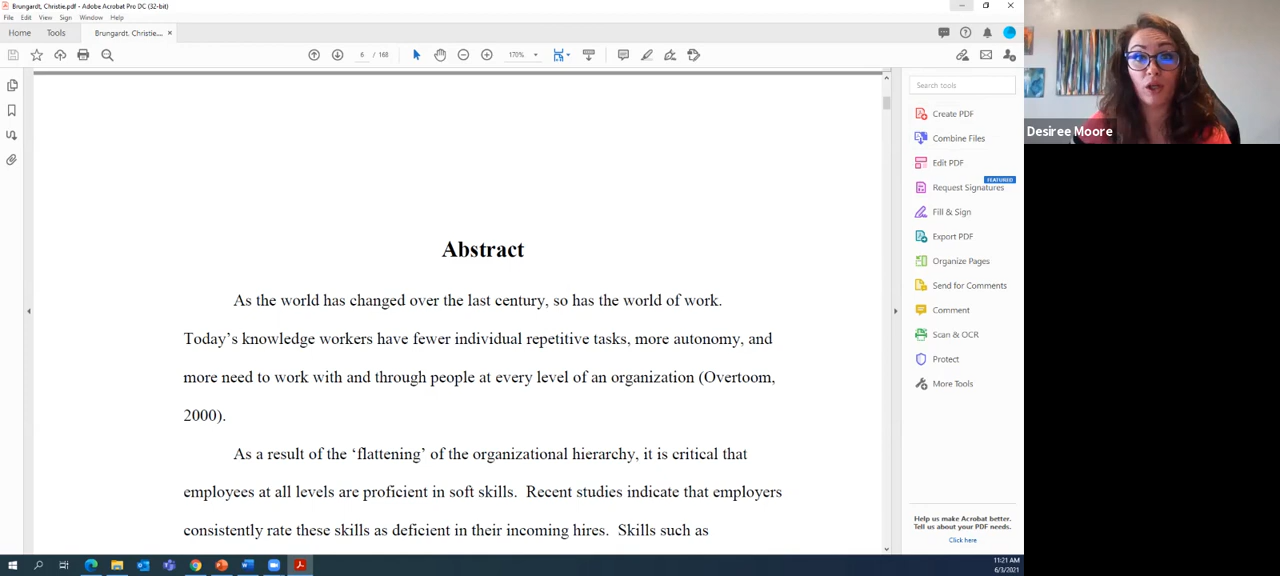 Brungardt, Christie.pdf - Adobe Acrobat Pro DC (32-bit)
File Edit View Sign Window Help
Home Tools Brungardt, Christie.... ×
6 / 168 170%
Search tools
Create PDF
Combine Files
Edit PDF
FEATURED
Request Signatures
Fill & Sign
Export PDF
Organize Pages
Send for Comments
Comment
Scan & OCR
Protect
More Tools
Help us make Acrobat better.
Tell us about your PDF needs.
Click here
Abstract
As the world has changed over the last century, so has the world of work.
Today's knowledge workers have fewer individual repetitive tasks, more autonomy, and
more need to work with and through people at every level of an organization (Overtoom,
2000).
As a result of the ‘flattening’ of the organizational hierarchy, it is critical that
employees at all levels are proficient in soft skills. Recent studies indicate that employers
consistently rate these skills as deficient in their incoming hires. Skills such as
Desiree Moore
11:21 AM
6/3/2021